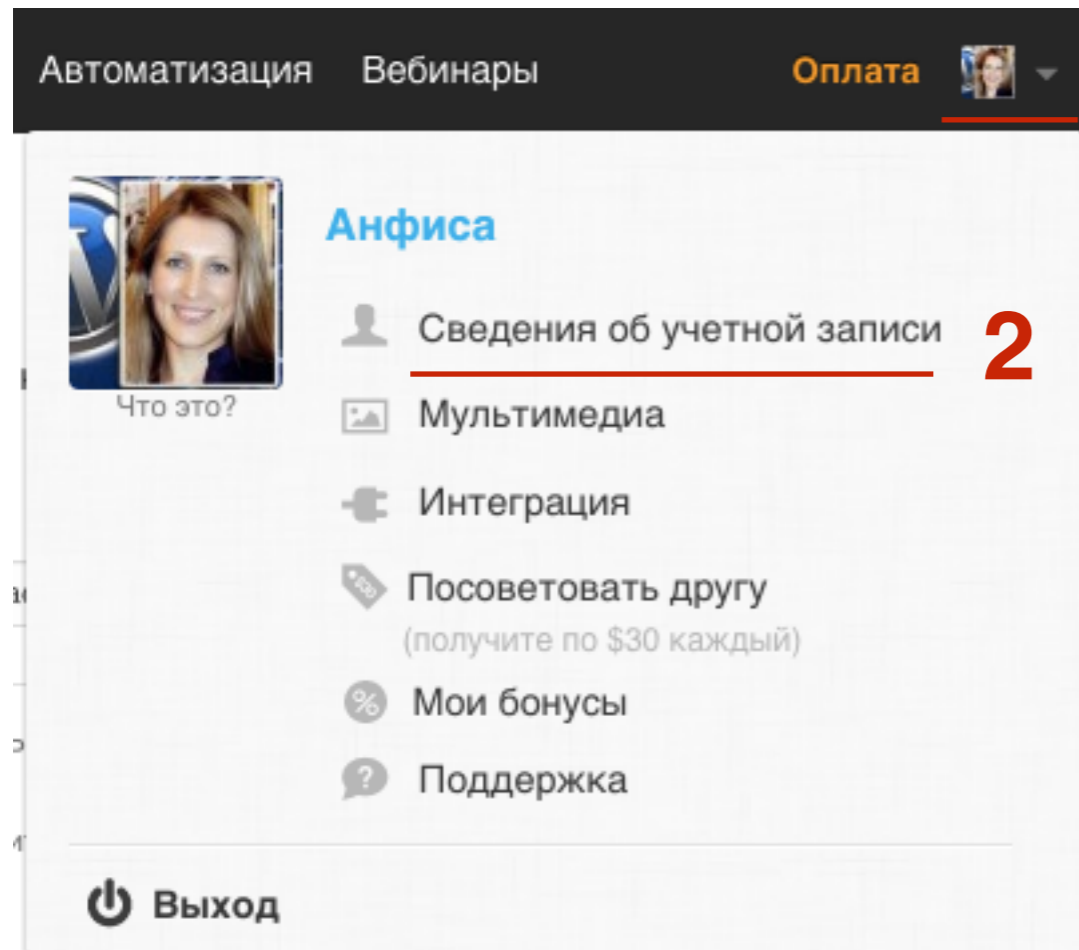 Автоматизация Вебинары Оплата
Анфиса
Сведения об учетной записи 2
Что это?
Мультимедиа
Интеграция
$30
Посоветовать другу
(получите по $30 каждый)
%
Мои бонусы
?
Поддержка
Выход